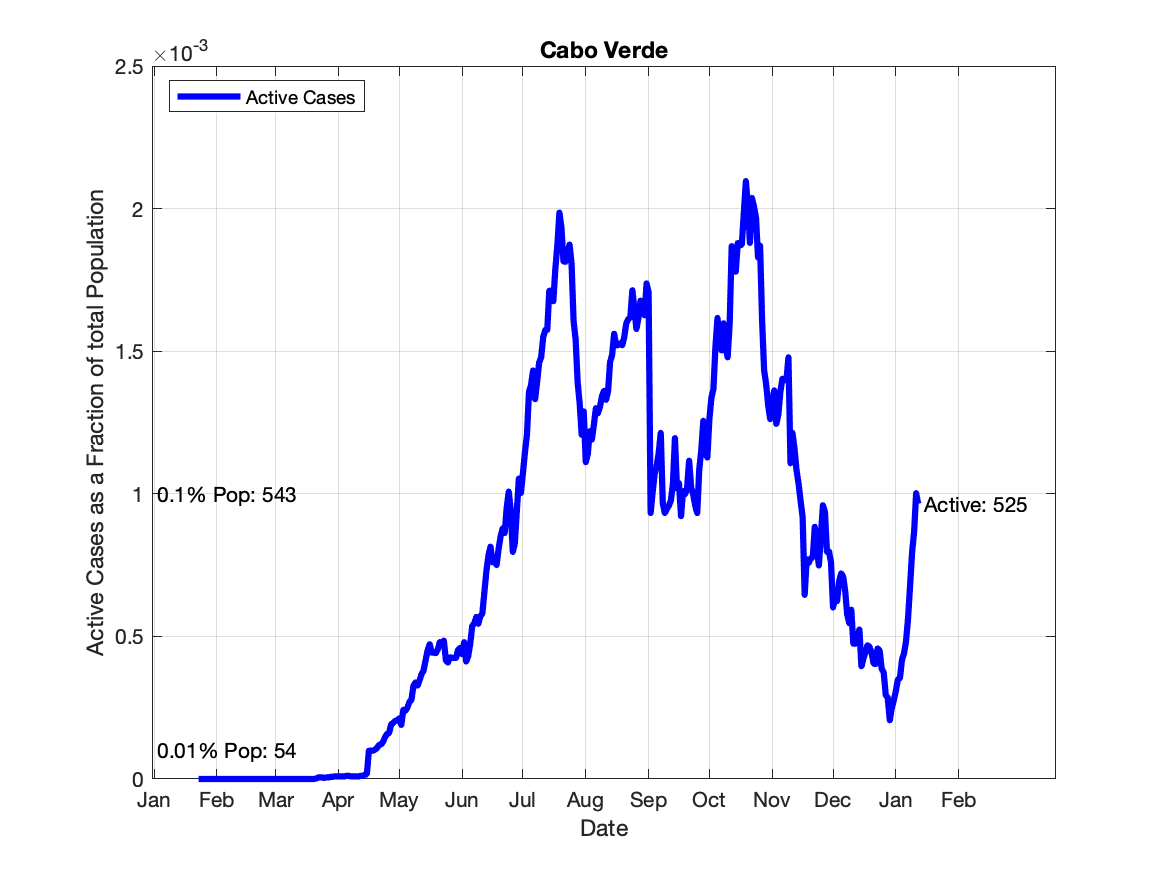 Cabo Verde
×10-3
2.5
2
1.5
1
0.5
0
Active Cases
0.1% Pop: 543
0.01% Pop: 54
Active: 525
Active Cases as a Fraction of total Population
Jan Feb Mar Apr May Jun Jul Aug Sep Oct Nov Dec Jan Feb
Date